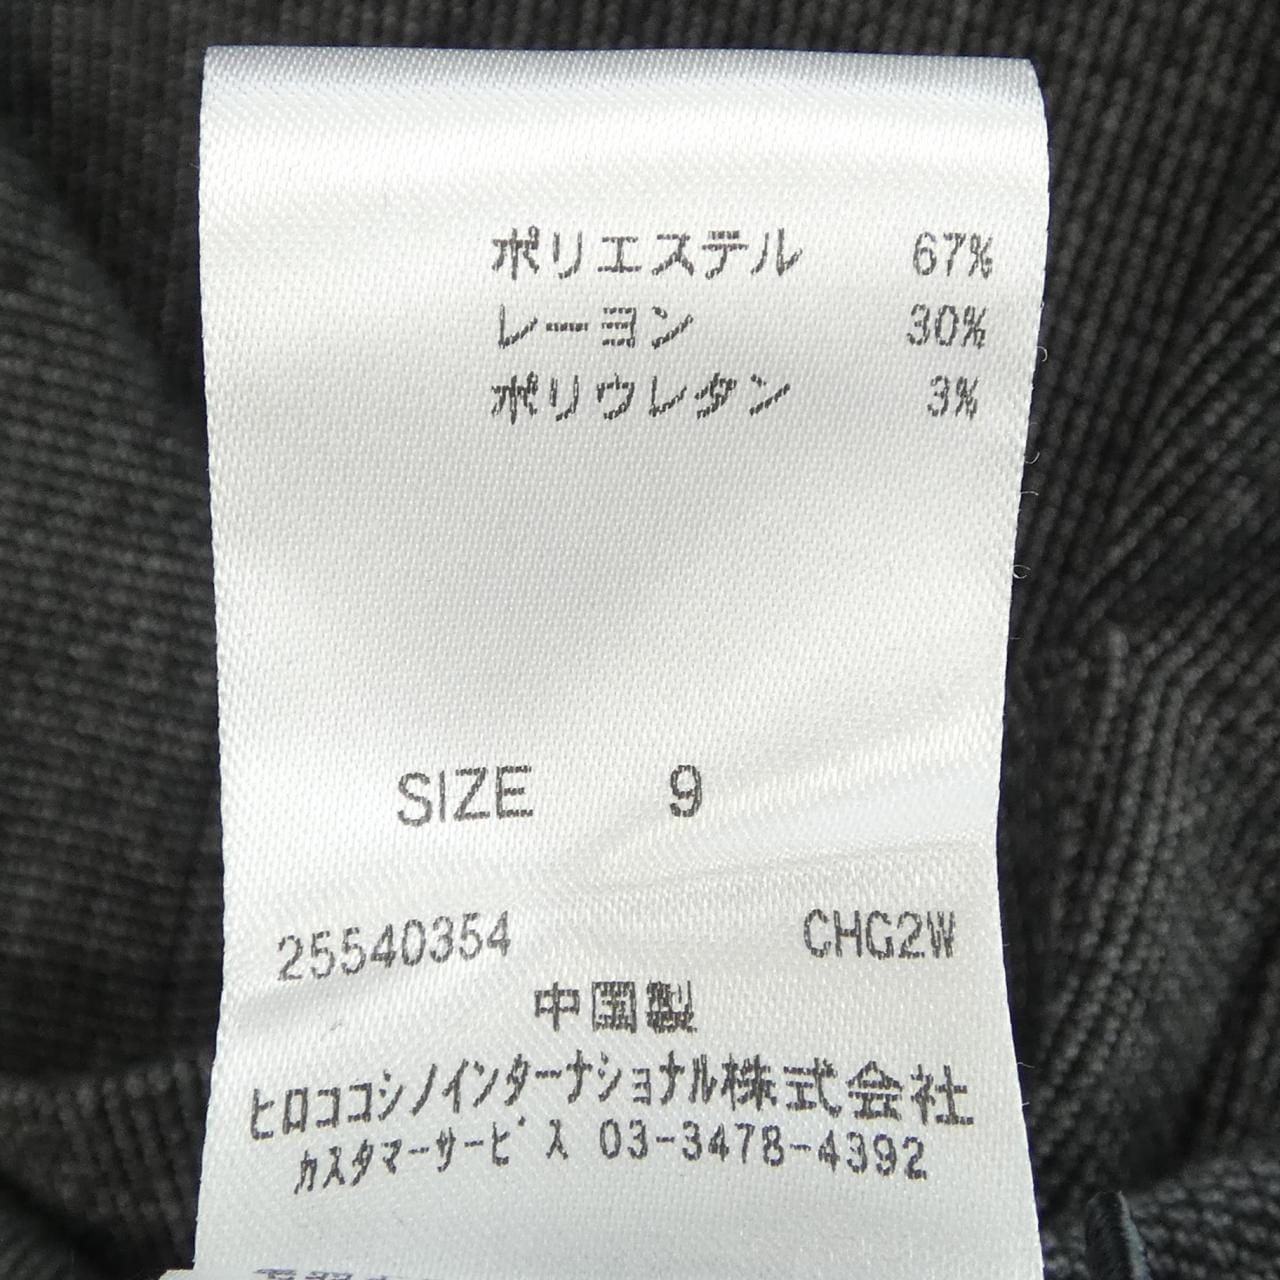 ポリエステル 67%
レーヨン 30%
ポリウレタン 3%
SIZE 9
25540354 CHG2W
中国製
ﾋﾛｺｺｼﾉｲﾝﾀｰﾅｼｮﾅﾙ株式会社
ｶｽﾀﾏｰｻｰﾋﾞｽ 03-3478-4392